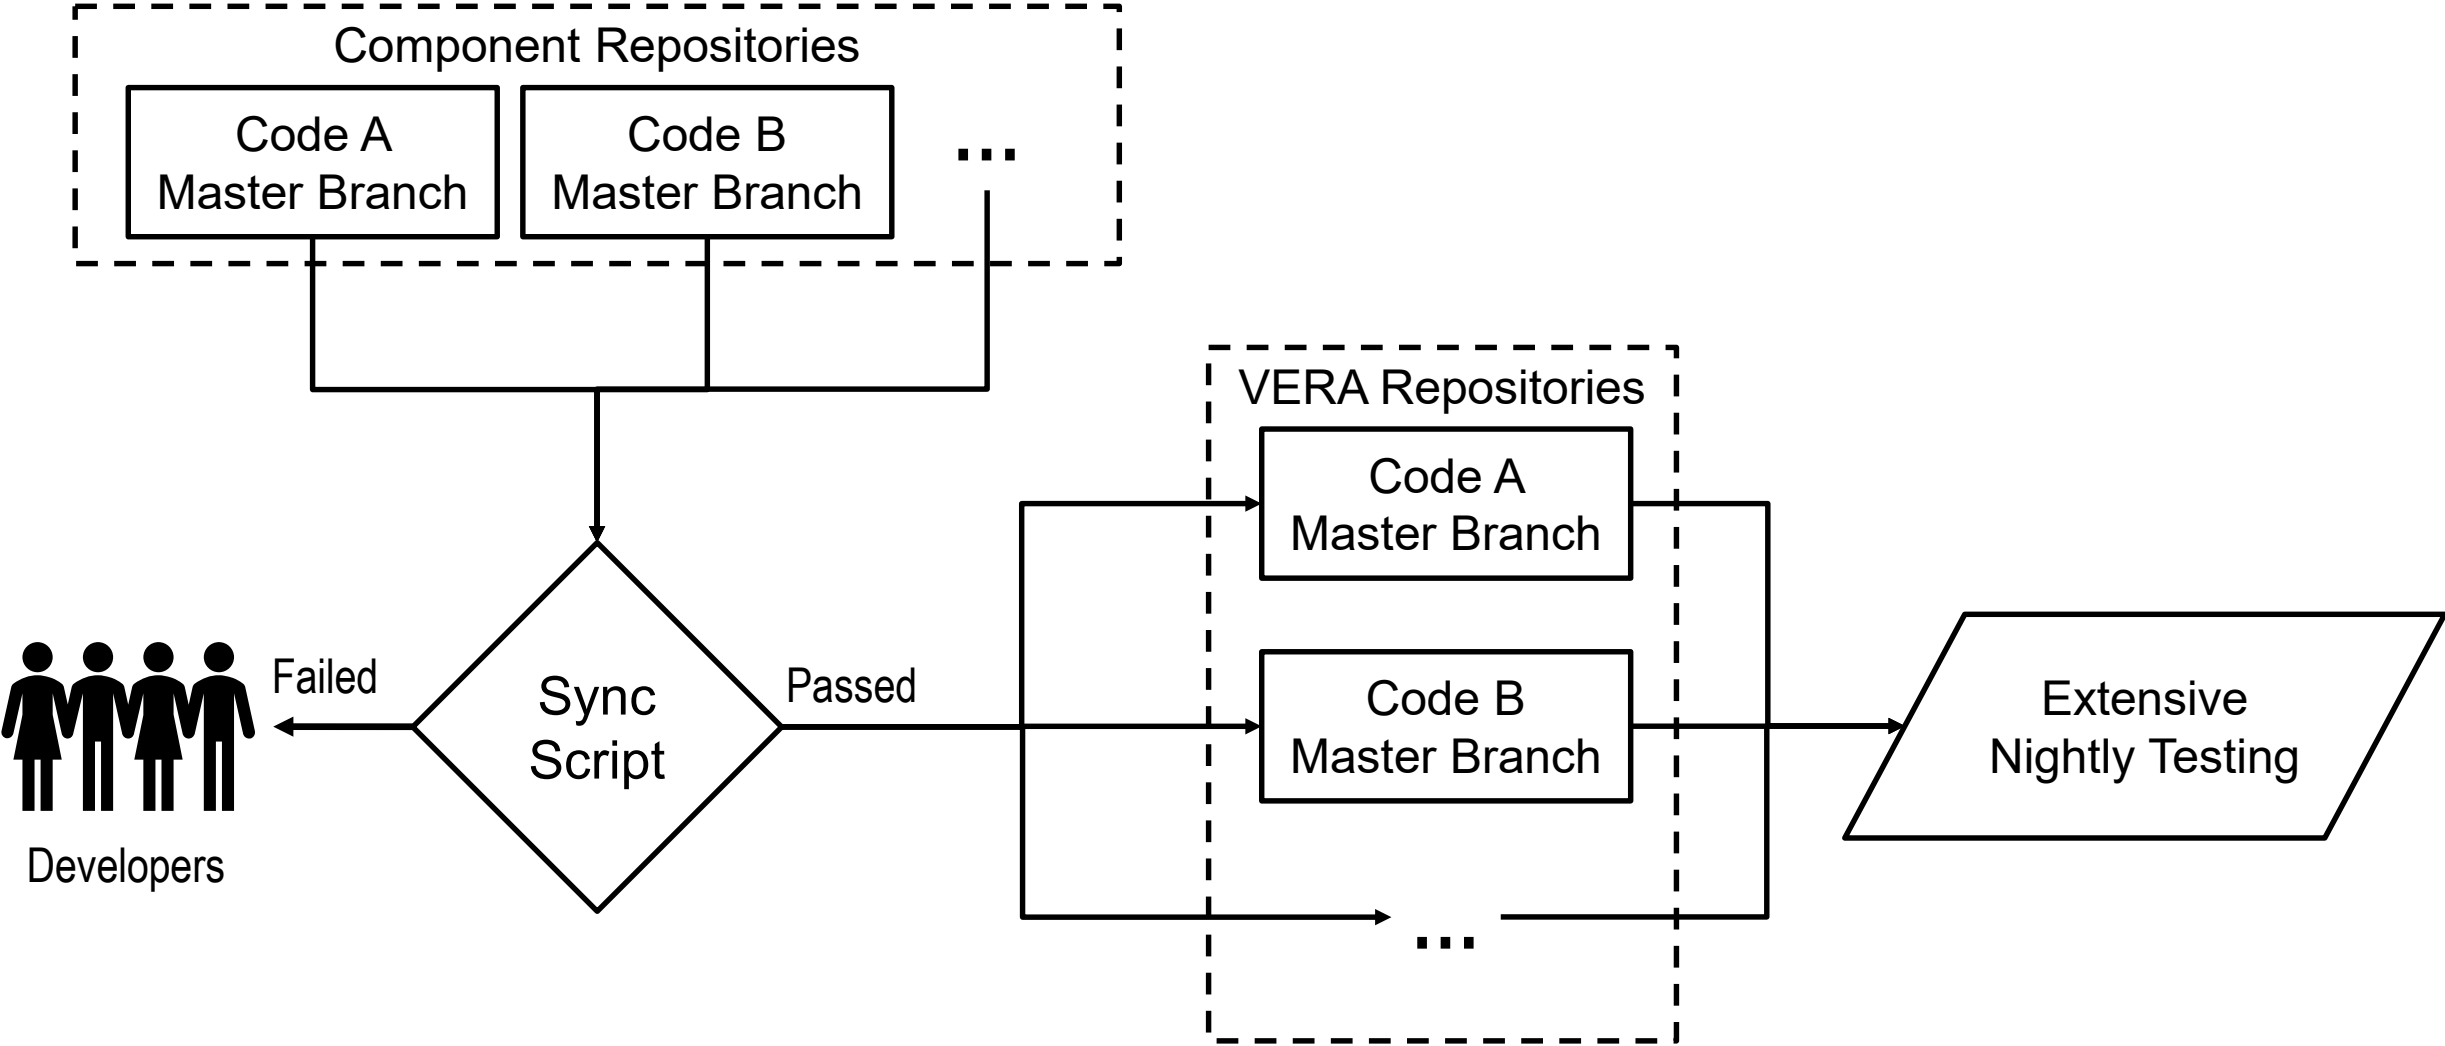 Component Repositories
Code A
Master Branch
Code B
Master Branch
...
VERA Repositories
Code A
Master Branch
Code B
Master Branch
...
Failed
Sync
Script
Passed
Developers
Extensive
Nightly Testing